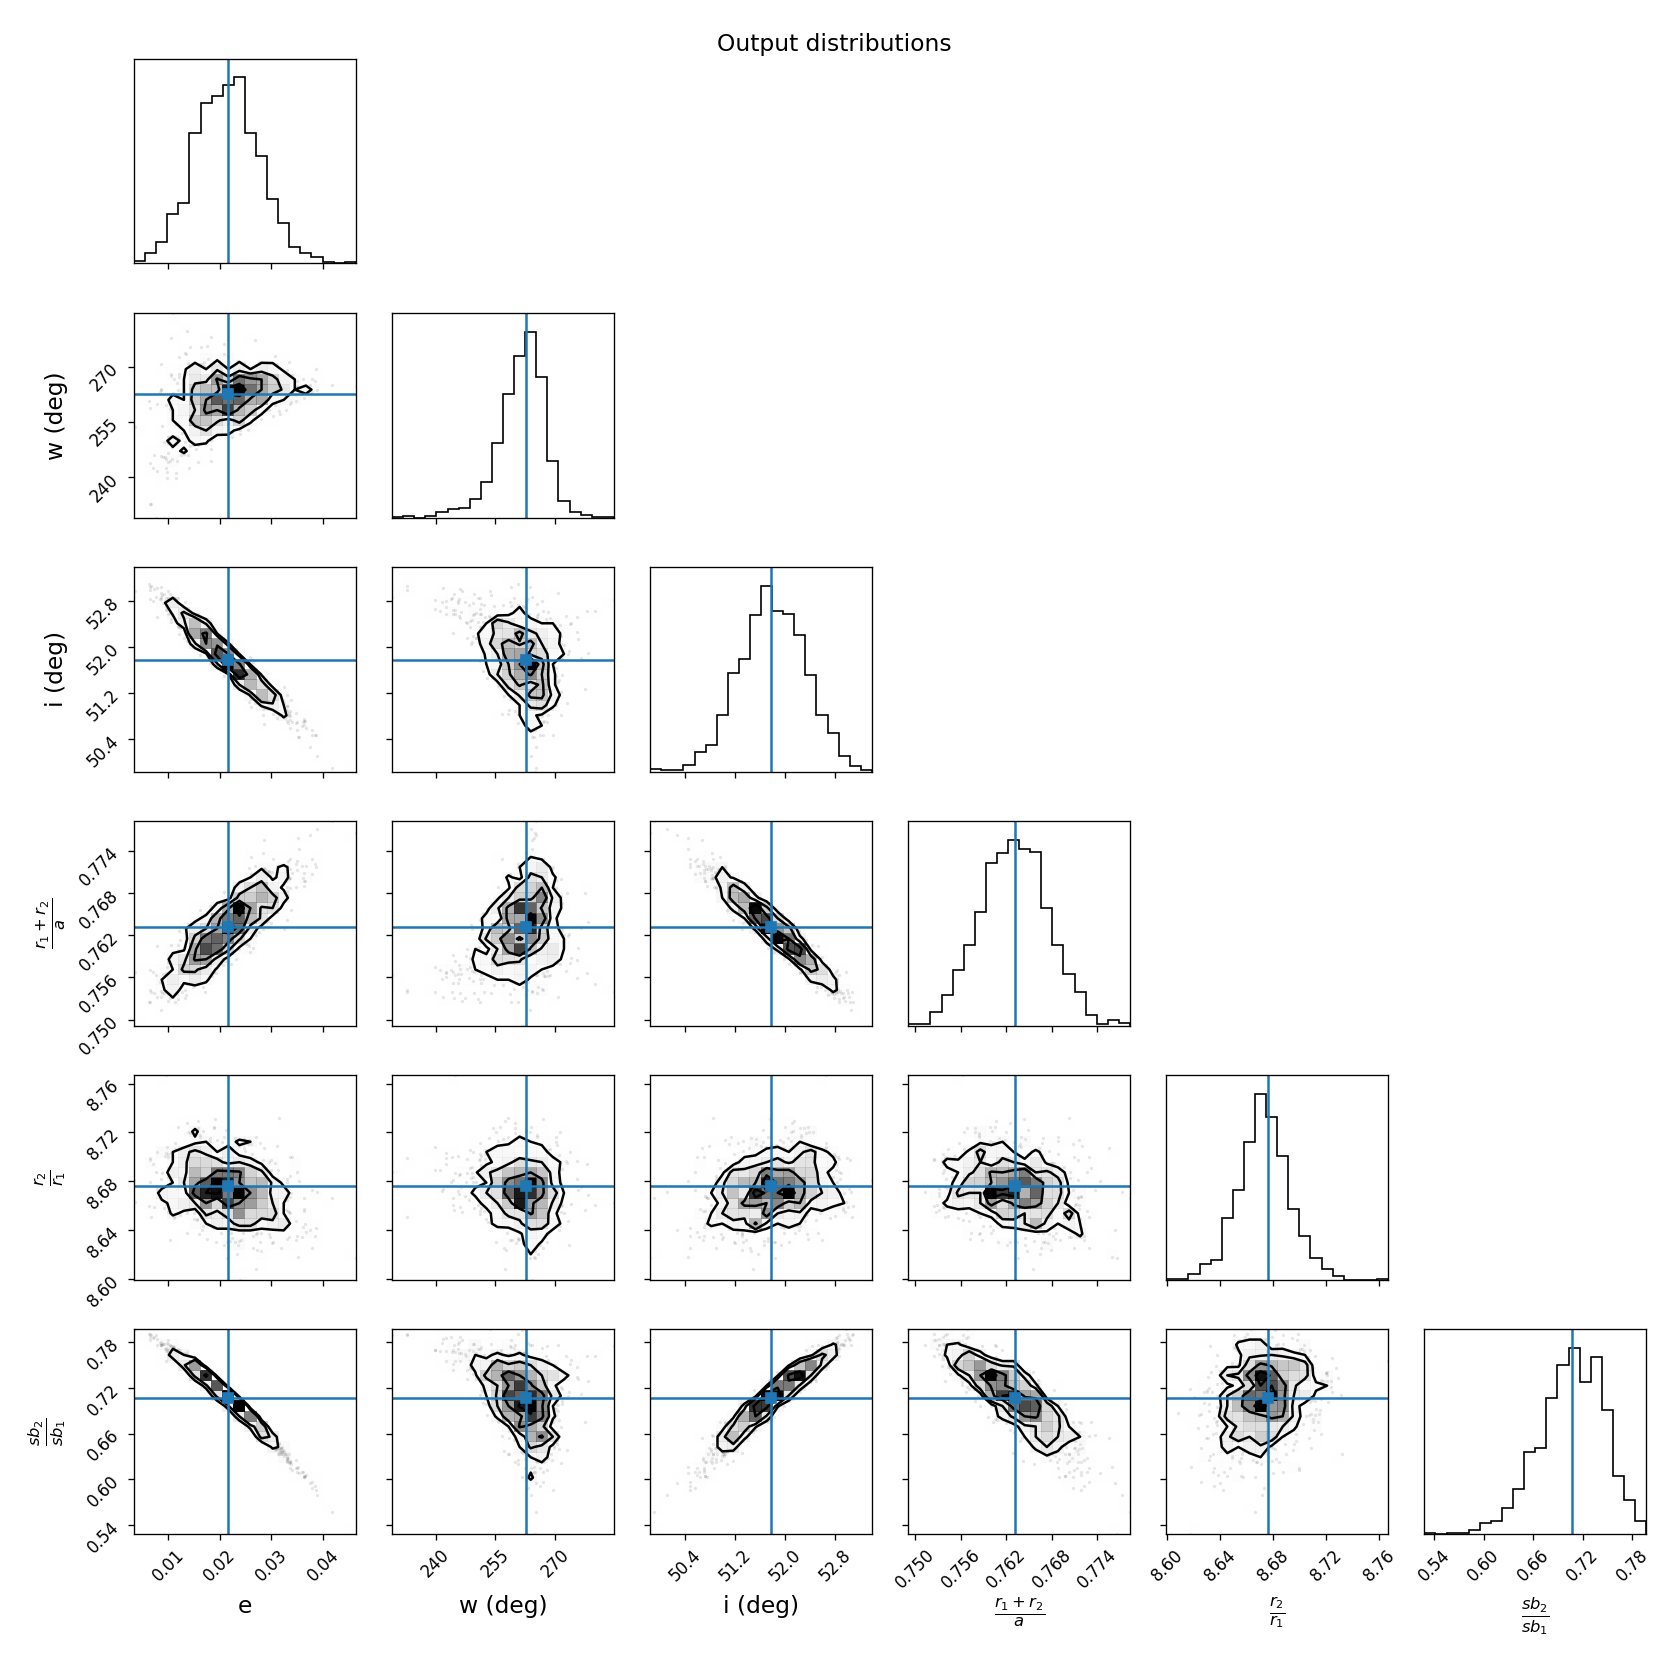 Output distributions
w (deg)
270
255
240
i (deg)
52.8
52.0
51.2
50.4
r₁ + r₂
a
0.774
0.768
0.762
0.756
0.750
r₂
r₁
8.76
8.72
8.68
8.64
8.60
sb₂
sb₁
0.78
0.72
0.66
0.60
0.54
0.01 0.02 0.03 0.04
240 255 270
50.4 51.2 52.0 52.8
0.750 0.756 0.762 0.768 0.774
8.60 8.64 8.68 8.72 8.76
0.54 0.60 0.66 0.72 0.78
e
w (deg)
i (deg)
r₁ + r₂
a
r₂
r₁
sb₂
sb₁